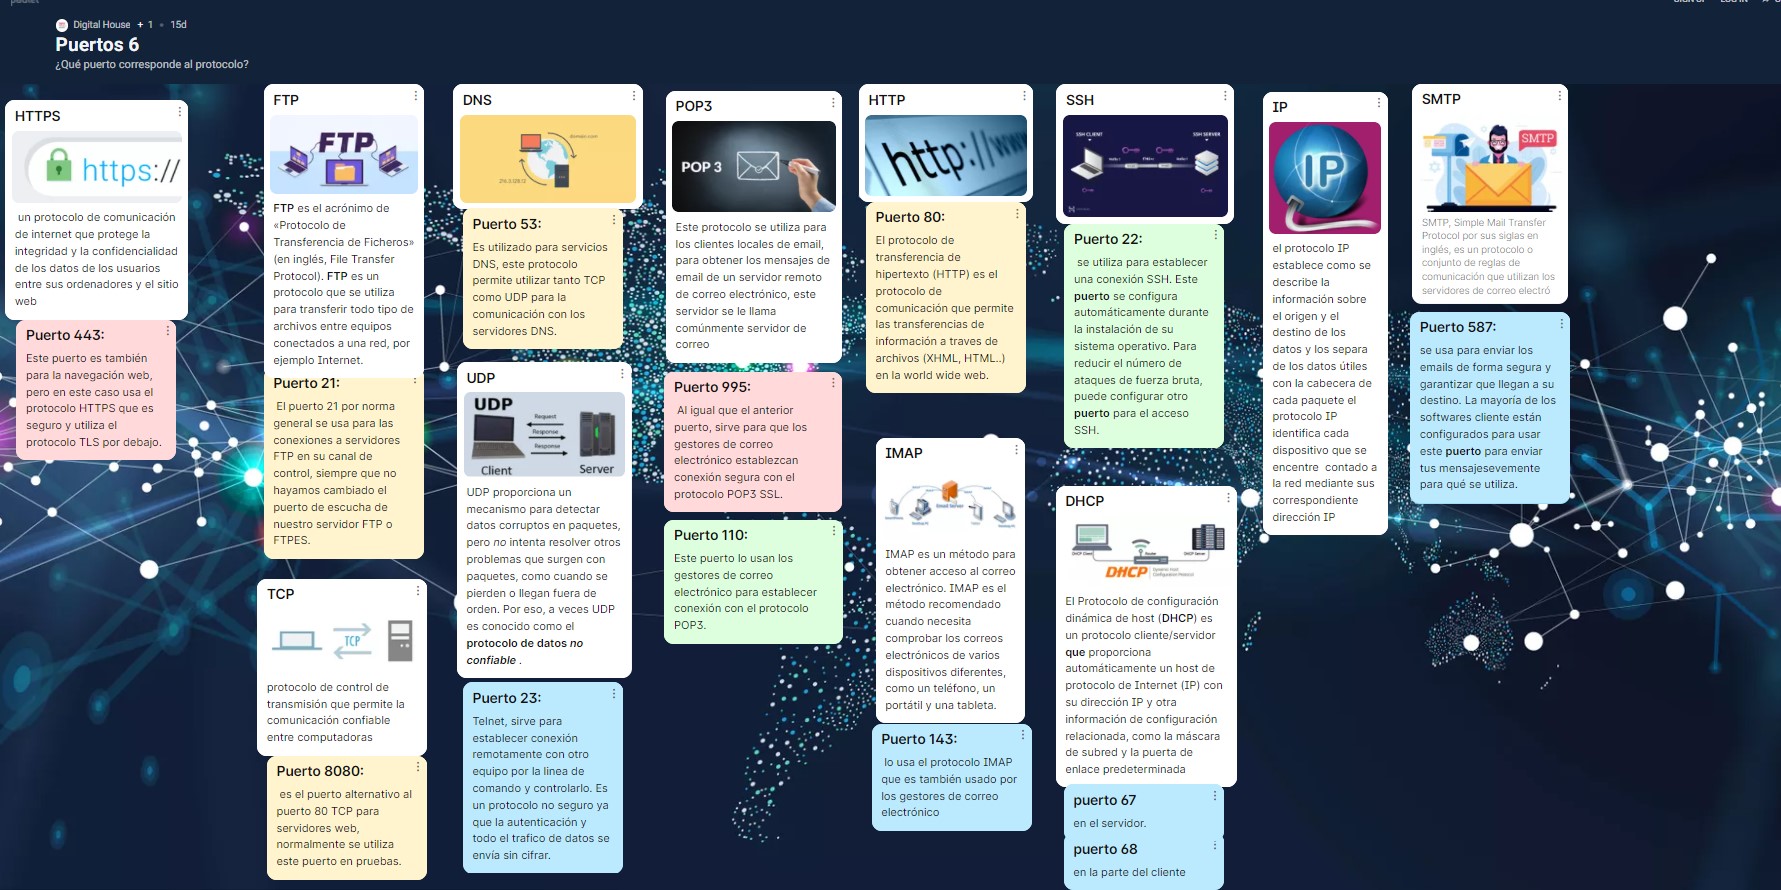 padlet
Digital House + 1 • 15d
Puertos 6
¿Qué puerto corresponde al protocolo?
HTTPS
https://
un protocolo de comunicación
de internet que protege la
integridad y la confidencialidad
de los datos de los usuarios
entre sus ordenadores y el sitio
web
Puerto 443:
Este puerto es también
para la navegación web,
pero en este caso usa el
protocolo HTTPS que es
seguro y utiliza el
protocolo TLS por debajo.
FTP
FTP
FTP es el acrónimo de
«Protocolo de
Transferencia de Ficheros»
(en inglés, File Transfer
Protocol). FTP es un
protocolo que se utiliza
para transferir todo tipo de
archivos entre equipos
conectados a una red, por
ejemplo Internet.
Puerto 21:
El puerto 21 por norma
general se usa para las
conexiones a servidores
FTP en su canal de
control, siempre que no
hayamos cambiado el
puerto de escucha de
nuestro servidor FTP o
FTPES.
TCP
TCP
protocolo de control de
transmisión que permite la
comunicación confiable
entre computadoras
Puerto 8080:
es el puerto alternativo al
puerto 80 TCP para
servidores web,
normalmente se utiliza
este puerto en pruebas.
DNS
domain.com
Puerto 53:
Es utilizado para servicios
DNS, este protocolo
permite utilizar tanto TCP
como UDP para la
comunicación con los
servidores DNS.
UDP
UDP
Request
Response
Response
Client
Server
UDP proporciona un
mecanismo para detectar
datos corruptos en paquetes,
pero no intenta resolver otros
problemas que surgen con
paquetes, como cuando se
pierden o llegan fuera de
orden. Por eso, a veces UDP
es conocido como el
protocolo de datos no
confiable .
Puerto 23:
Telnet, sirve para
establecer conexión
remotamente con otro
equipo por la linea de
comando y controlarlo. Es
un protocolo no seguro ya
que la autenticación y
todo el trafico de datos se
envía sin cifrar.
POP3
POP 3
Este protocolo se utiliza para
los clientes locales de email,
para obtener los mensajes de
email de un servidor remoto
de correo electrónico, este
servidor se le llama
comúnmente servidor de
correo
Puerto 995:
Al igual que el anterior
puerto, sirve para que los
gestores de correo
electrónico establezcan
conexión segura con el
protocolo POP3 SSL.
Puerto 110:
Este puerto lo usan los
gestores de correo
electrónico para establecer
conexión con el protocolo
POP3.
HTTP
http://www
Puerto 80:
El protocolo de
transferencia de
hipertexto (HTTP) es el
protocolo de
comunicación que permite
las transferencias de
información a traves de
archivos (XHML, HTML..)
en la world wide web.
IMAP
Email Server
IMAP es un método para
obtener acceso al correo
electrónico. IMAP es el
método recomendado
cuando necesita
comprobar los correos
electrónicos de varios
dispositivos diferentes,
como un teléfono, un
portátil y una tableta.
Puerto 143:
lo usa el protocolo IMAP
que es también usado por
los gestores de correo
electrónico
SSH
SSH CLIENT
SSH SERVER
Puerto 22:
se utiliza para establecer
una conexión SSH. Este
puerto se configura
automáticamente durante
la instalación de su
sistema operativo. Para
reducir el número de
ataques de fuerza bruta,
puede configurar otro
puerto para el acceso
SSH.
DHCP
DHCP Client
Router
DHCP Server
DHCP Dynamic Host
Configuration Protocol
El Protocolo de configuración
dinámica de host (DHCP) es
un protocolo cliente/servidor
que proporciona
automáticamente un host de
protocolo de Internet (IP) con
su dirección IP y otra
información de configuración
relacionada, como la máscara
de subred y la puerta de
enlace predeterminada
puerto 67
en el servidor.
puerto 68
en la parte del cliente
IP
IP
el protocolo IP
establece como se
describe la
información sobre
el origen y el
destino de los
datos y los separa
de los datos útiles
con la cabecera de
cada paquete el
protocolo IP
identifica cada
dispositivo que se
encentre contado a
la red mediante sus
correspondiente
dirección IP
SMTP
SMTP
SMTP, Simple Mail Transfer
Protocol por sus siglas en
inglés, es un protocolo o
conjunto de reglas de
comunicación que utilizan los
servidores de correo electró
Puerto 587:
se usa para enviar los
emails de forma segura y
garantizar que llegan a su
destino. La mayoría de los
softwares cliente están
configurados para usar
este puerto para enviar
tus mensajesevemente
para qué se utiliza.